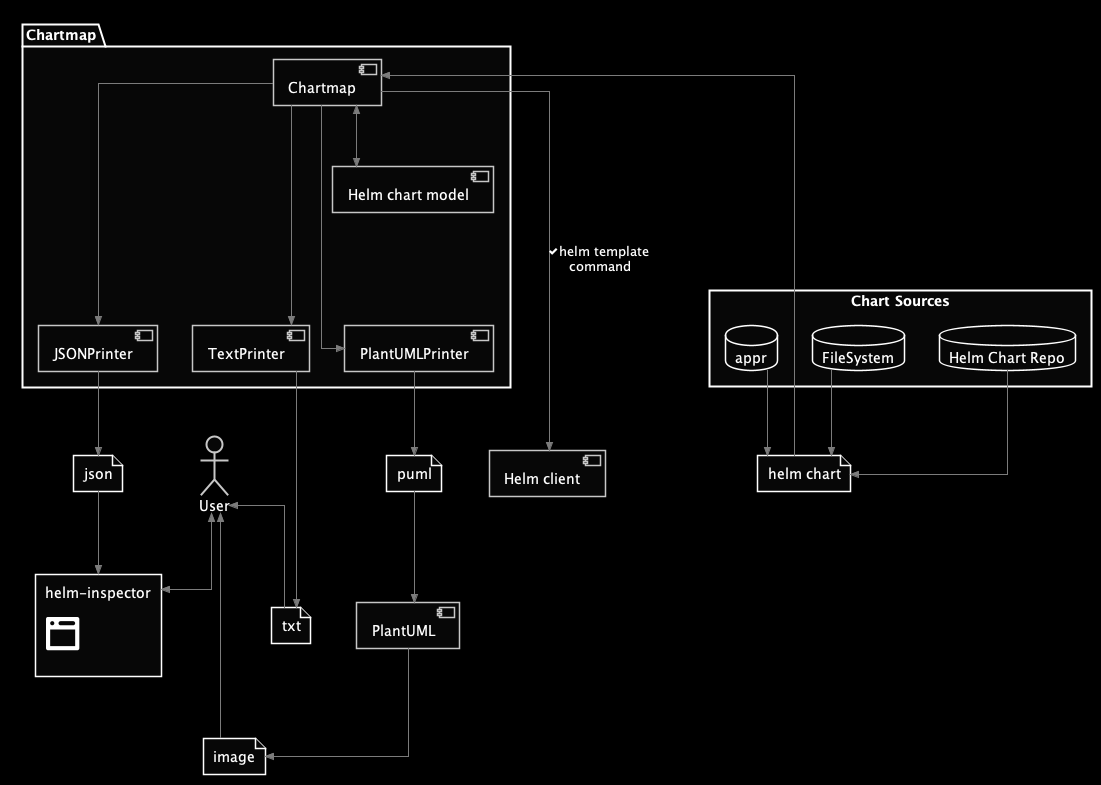 Chartmap
Chartmap
Helm chart model
helm template
command
Chart Sources
JSONPrinter
TextPrinter
PlantUMLPrinter
appr
FileSystem
Helm Chart Repo
json
User
puml
Helm client
helm chart
helm-inspector
txt
PlantUML
image